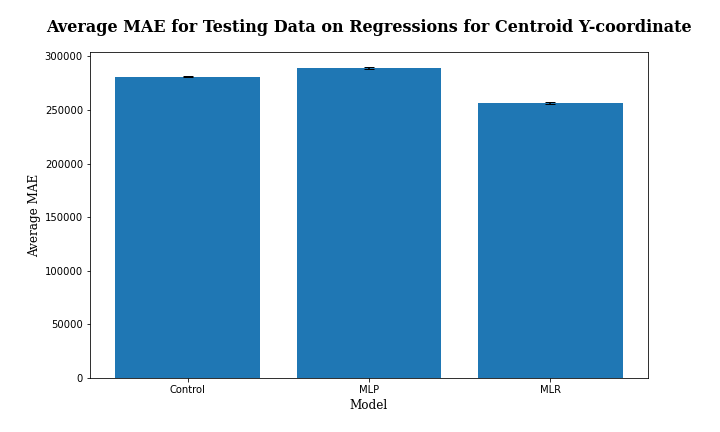 Average MAE for Testing Data on Regressions for Centroid Y-coordinate
300000
250000
200000
150000
100000
50000
0
Average MAE
Control MLP MLR
Model